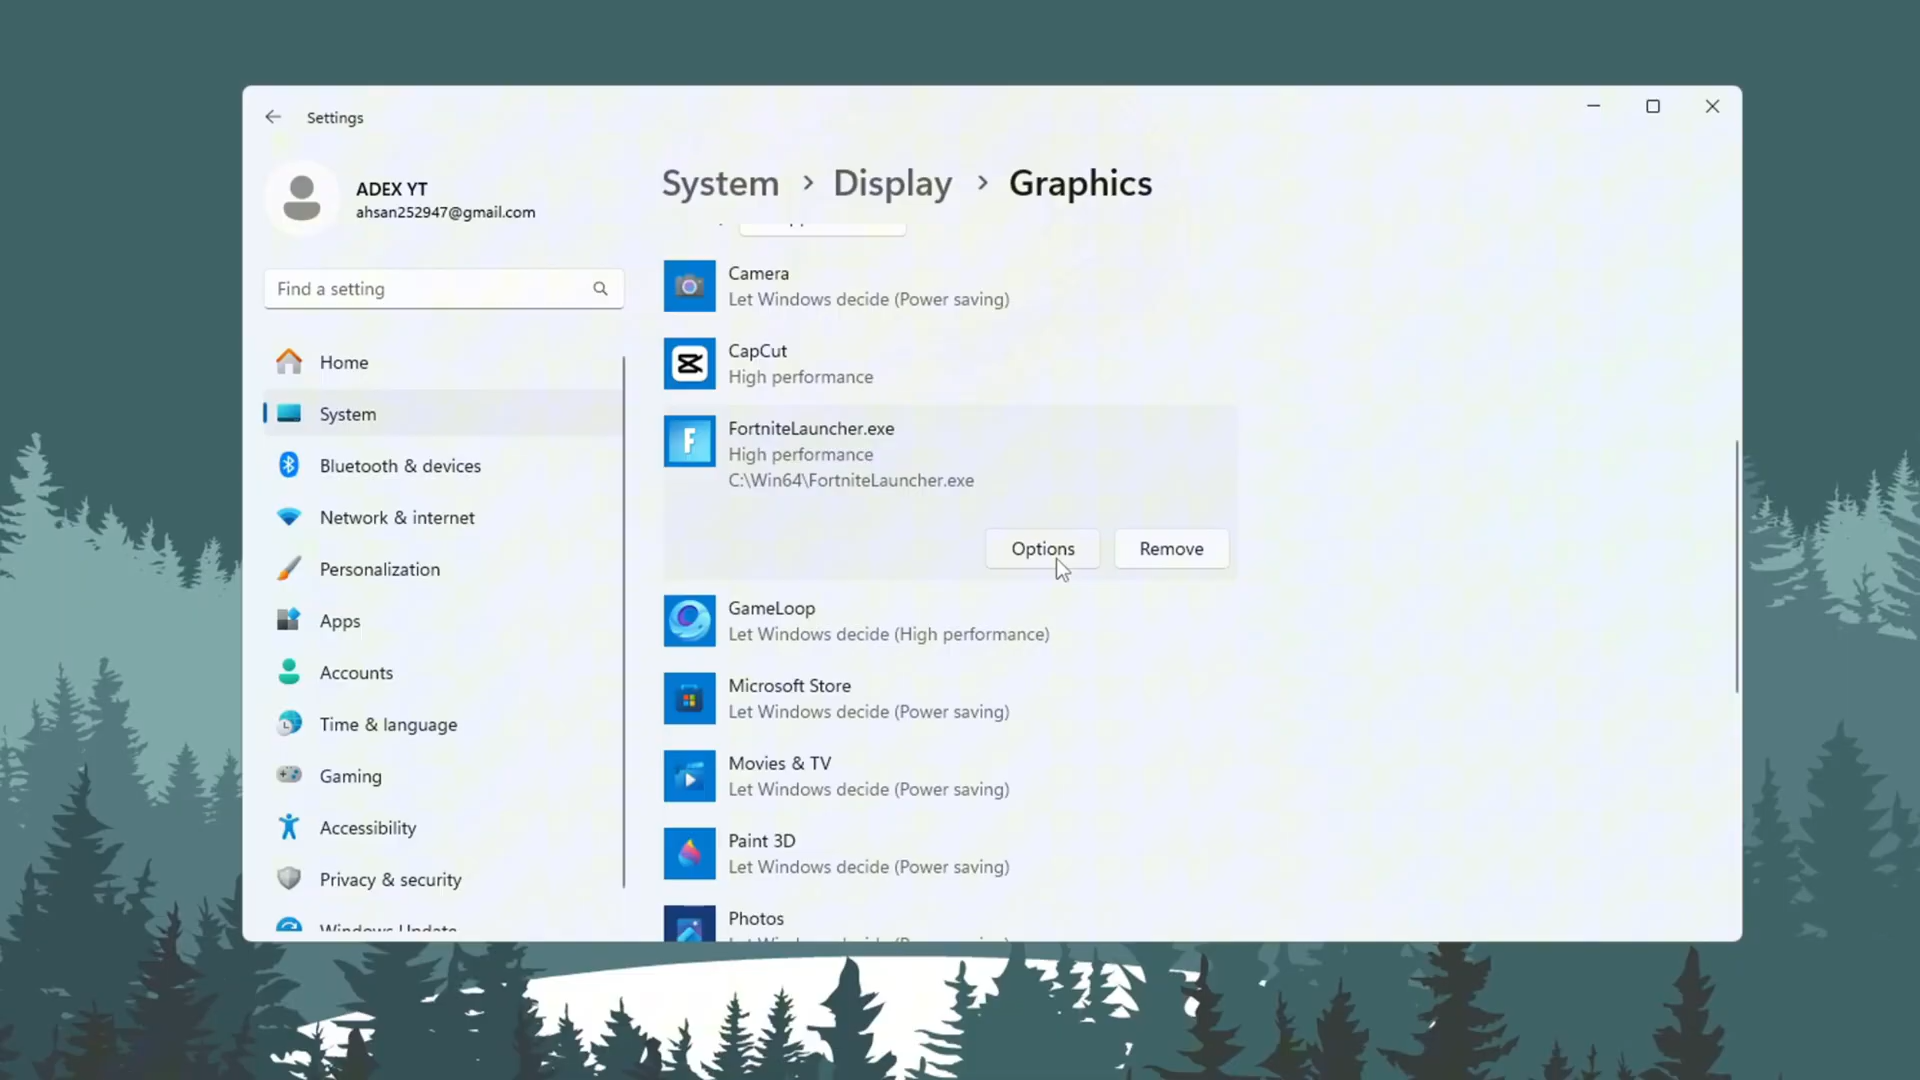 Settings
ADEX YT
ahsan252947@gmail.com
Find a setting
Home
System
Bluetooth & devices
Network & internet
Personalization
Apps
Accounts
Time & language
Gaming
Accessibility
Privacy & security
Windows Update
System > Display > Graphics
Camera
Let Windows decide (Power saving)
CapCut
High performance
F
FortniteLauncher.exe
High performance
C:\Win64\FortniteLauncher.exe
Options Remove
GameLoop
Let Windows decide (High performance)
Microsoft Store
Let Windows decide (Power saving)
Movies & TV
Let Windows decide (Power saving)
Paint 3D
Let Windows decide (Power saving)
Photos